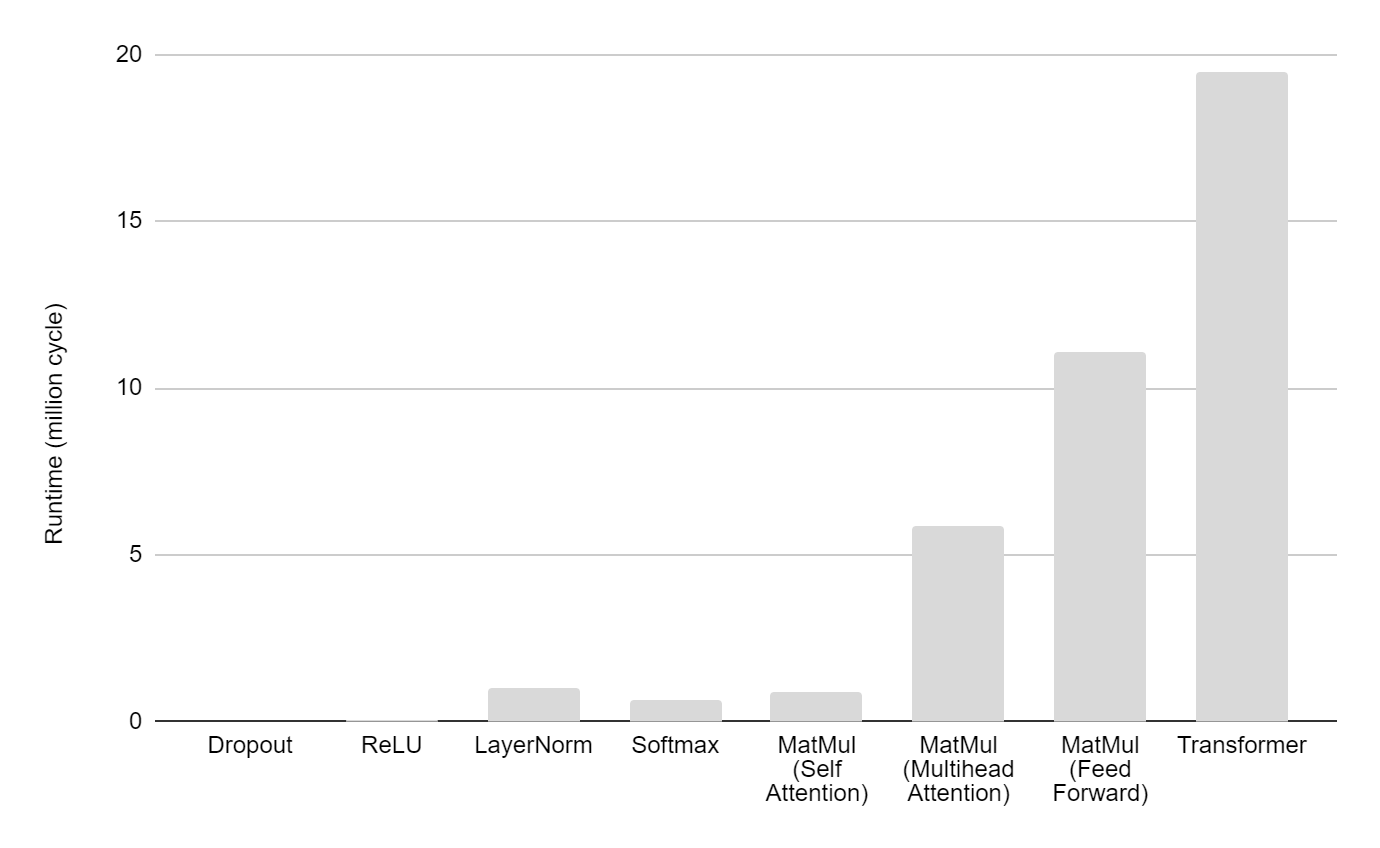 20
15
10
5
0
Runtime (million cycle)
Dropout
ReLU
LayerNorm
Softmax
MatMul
(Self
Attention)
MatMul
(Multihead
Attention)
MatMul
(Feed
Forward)
Transformer